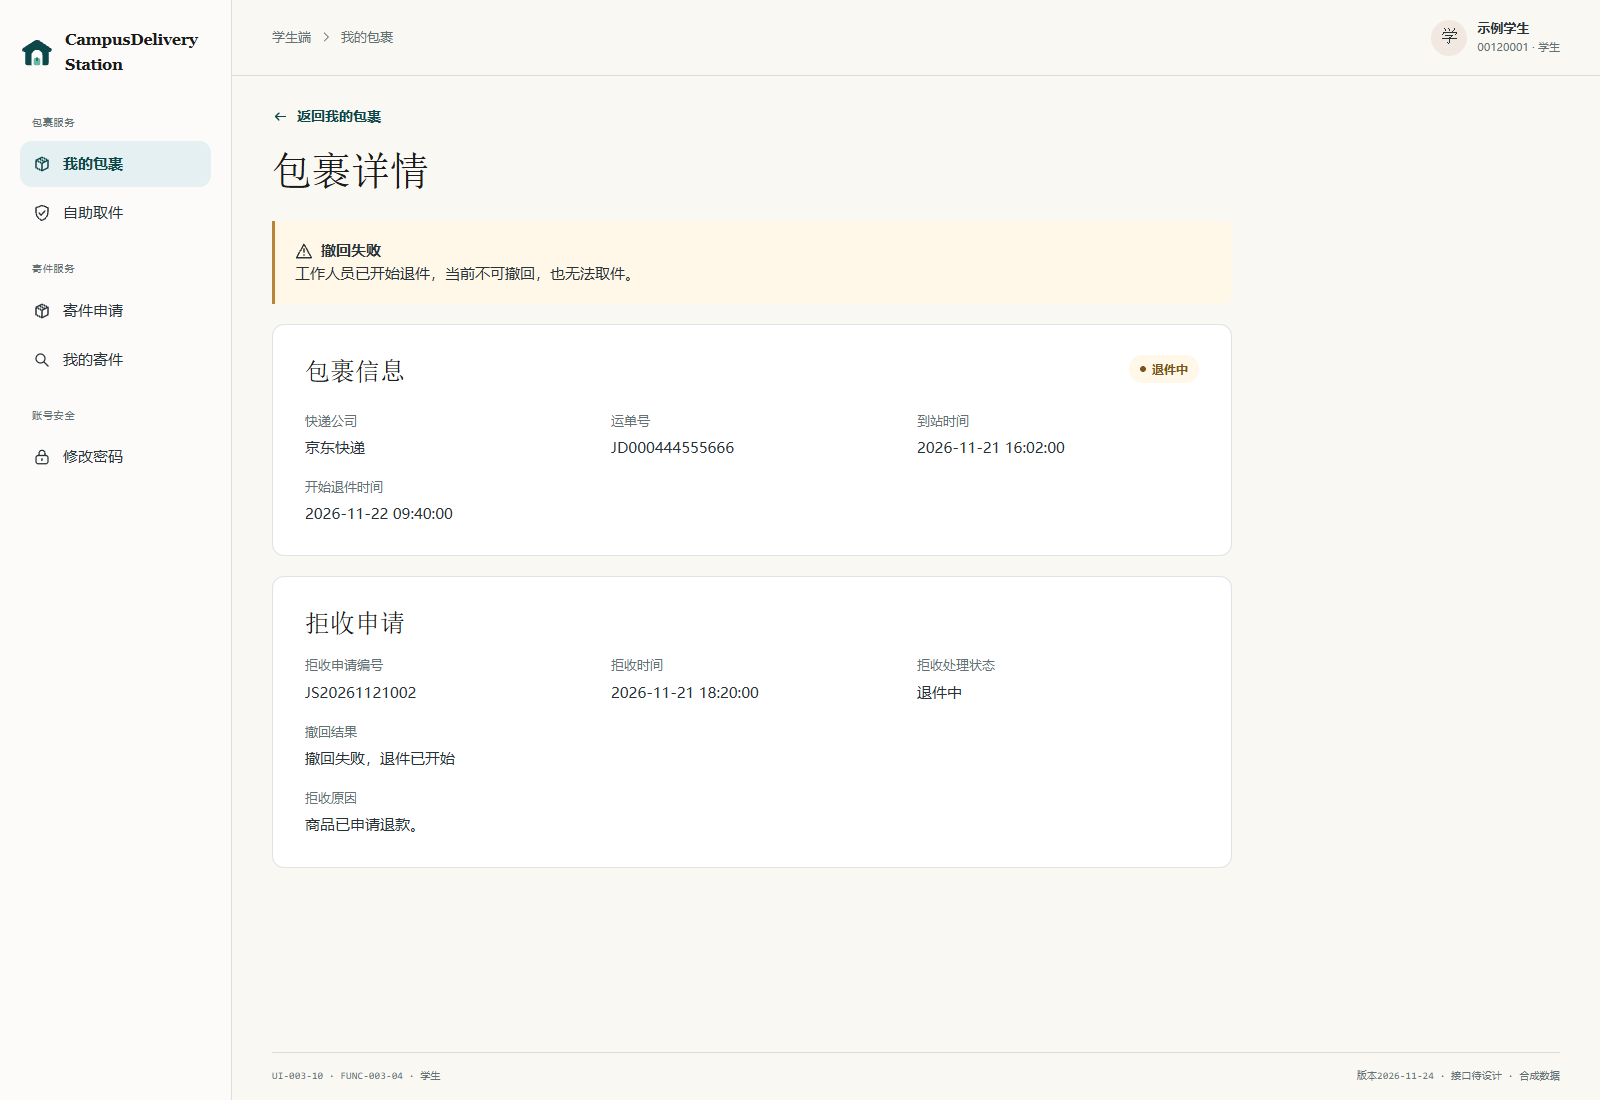 CampusDelivery
Station
包裹服务
我的包裹
自助取件
寄件服务
寄件申请
我的寄件
账号安全
修改密码
学生端 > 我的包裹
学
示例学生
00120001 · 学生
← 返回我的包裹
包裹详情
撤回失败
工作人员已开始退件，当前不可撤回，也无法取件。
包裹信息
退件中
快递公司 运单号 到站时间
京东快递 JD000444555666 2026-11-21 16:02:00
开始退件时间
2026-11-22 09:40:00
拒收申请
拒收申请编号 拒收时间 拒收处理状态
JS20261121002 2026-11-21 18:20:00 退件中
撤回结果
撤回失败，退件已开始
拒收原因
商品已申请退款。
UI-003-10 · FUNC-003-04 · 学生
版本2026-11-24 · 接口待设计 · 合成数据